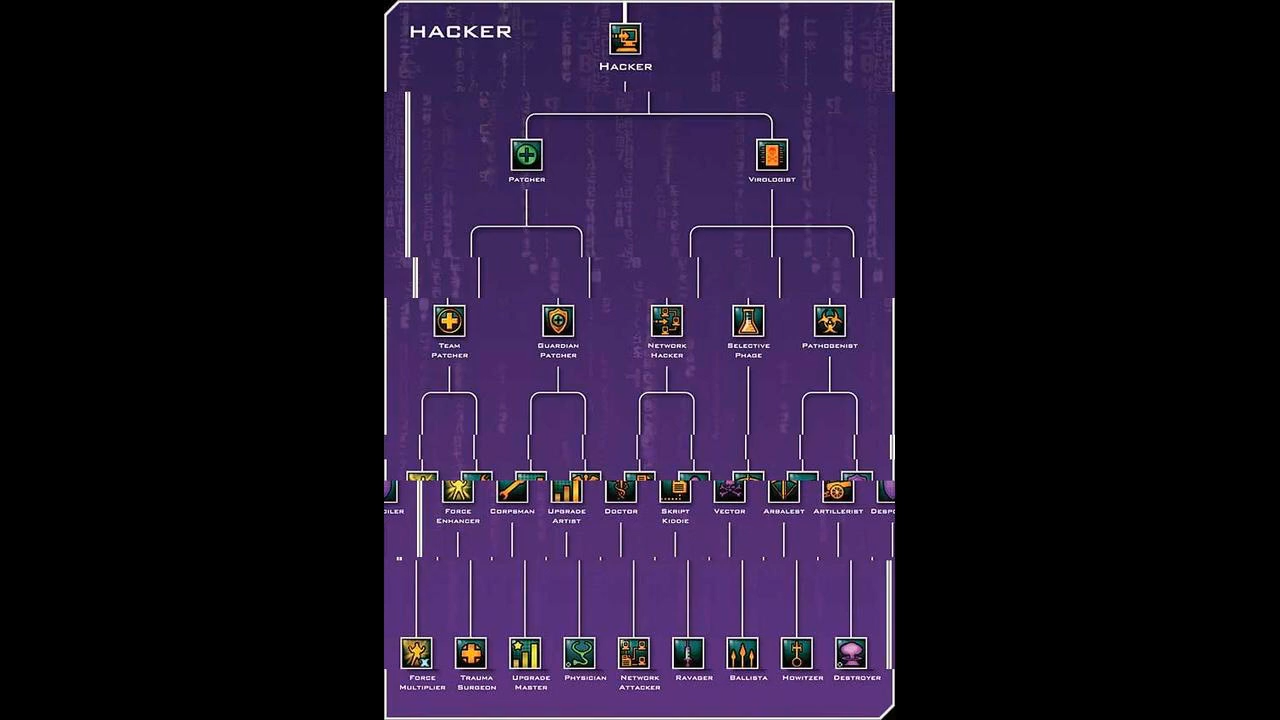 HACKER
HACKER
PATCHER
VIROLOGIST
TEAM
PATCHER
GUARDIAN
PATCHER
NETWORK
HACKER
SELECTIVE
PHAGE
PATHOGENIST
FORCE
ENHANCER
CORPSMAN
UPGRADE
ARTIST
DOCTOR
SKRIPT
KIDDIE
VECTOR
ARBALEST
ARTILLERIST
FORCE
MULTIPLIER
TRAUMA
SURGEON
UPGRADE
MASTER
PHYSICIAN
NETWORK
ATTACKER
RAVAGER
BALLISTA
HOWITZER
DESTROYER